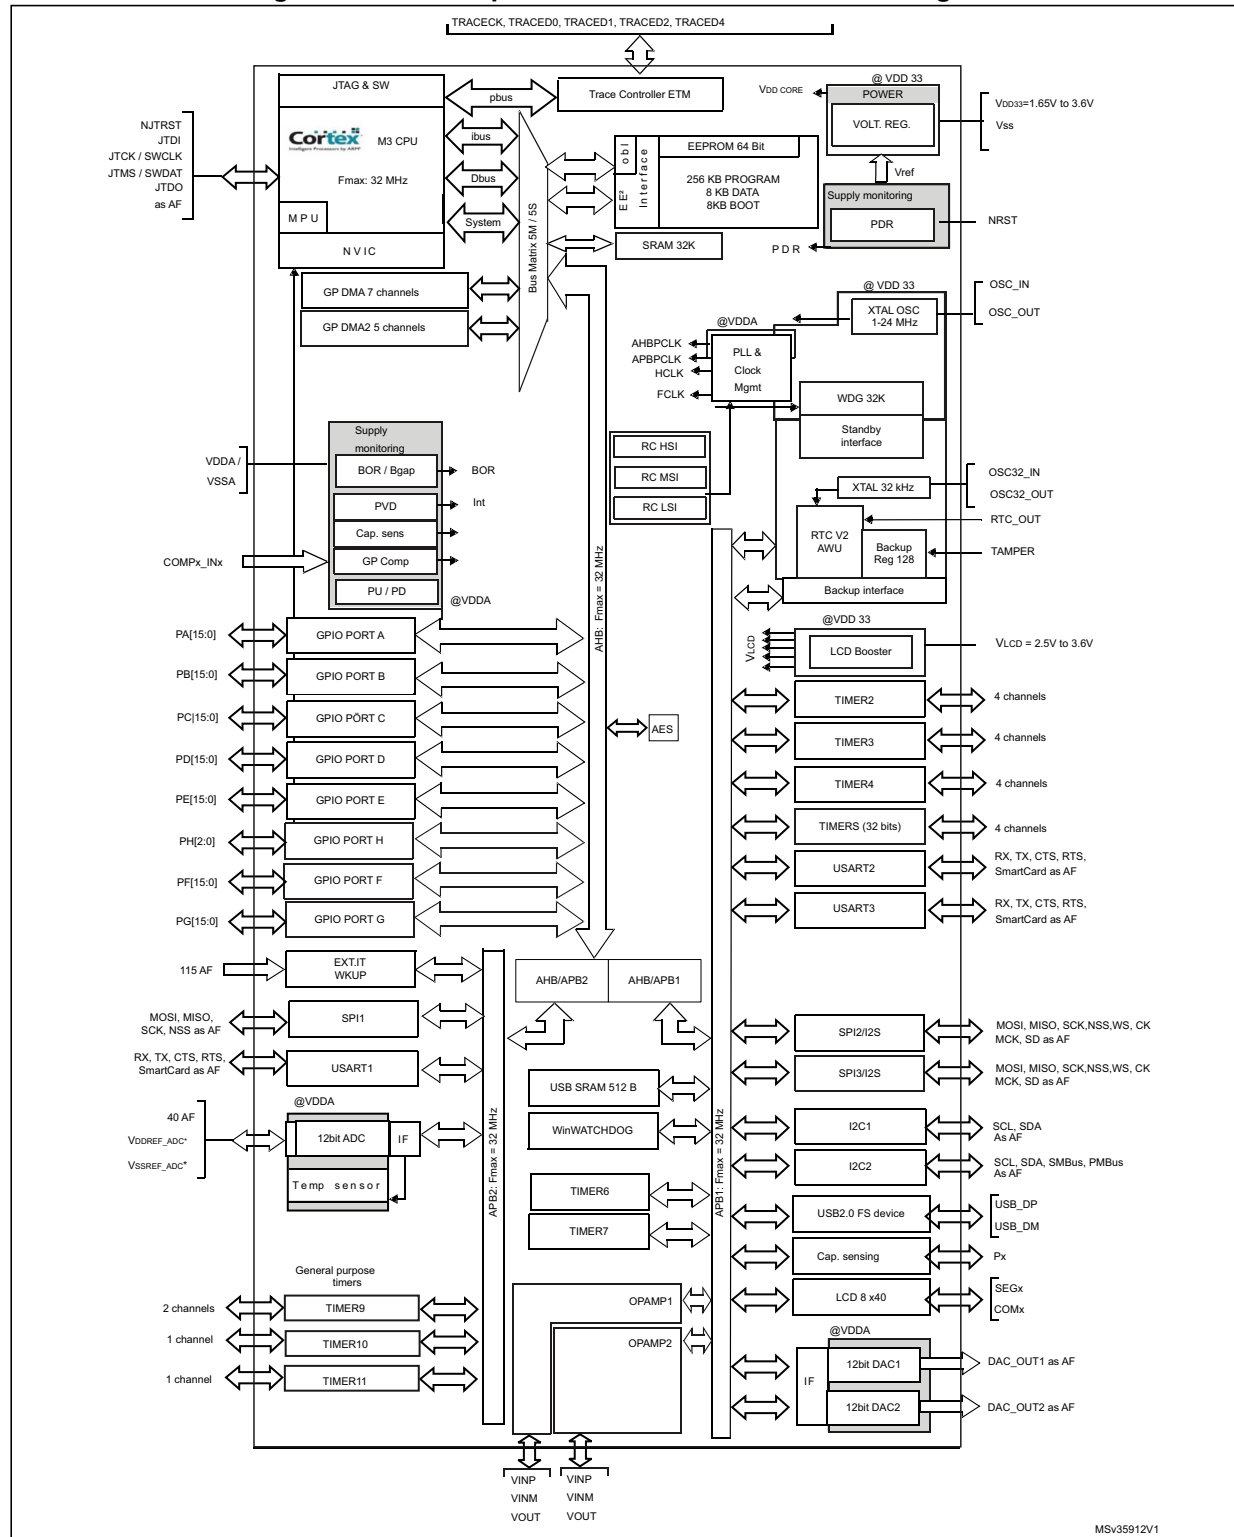 TRACECK, TRACED0, TRACED1, TRACED2, TRACED4
JTAG & SW
pbus
Trace Controller ETM
VDD CORE
@ VDD 33
POWER
VOLT. REG.
VDD33=1.65V to 3.6V
Vss
NJTRST
JTDI
JTCK / SWCLK
JTMS / SWDAT
JTDO
as AF
Cortex
Intelligent Processors by ARM®
M3 CPU
Fmax: 32 MHz
M P U
N V I C
ibus
Dbus
System
Bus Matrix 5M / 5S
obl
EE² Interface
EEPROM 64 Bit
256 KB PROGRAM
8 KB DATA
8KB BOOT
SRAM 32K
Vref
Supply monitoring
PDR
NRST
P D R
GP DMA 7 channels
GP DMA2 5 channels
@ VDD 33
OSC_IN
OSC_OUT
XTAL OSC
1-24 MHz
@VDDA
AHBPCLK
APBPCLK
HCLK
FCLK
PLL &
Clock
Mgmt
WDG 32K
Standby
interface
RC HSI
RC MSI
RC LSI
Supply
monitoring
VDDA /
VSSA
BOR / Bgap
BOR
PVD
Int
Cap. sens
COMPx_INx
GP Comp
PU / PD
@VDDA
XTAL 32 kHz
OSC32_IN
OSC32_OUT
RTC_OUT
RTC V2
AWU
Backup
Reg 128
TAMPER
Backup interface
AHB: Fmax = 32 MHz
@VDD 33
VLCD
LCD Booster
VLCD = 2.5V to 3.6V
PA[15:0]
GPIO PORT A
PB[15:0]
GPIO PORT B
PC|15:0]
GPIO PÖRT C
PD[15:0]
GPIO PORT D
PE[15:0]
GPIO PORT E
PH[2:0]
GPIO PORT H
PF[15:0]
GPIO PORT F
PG[15:0]
GPIO PORT G
AES
TIMER2
4 channels
TIMER3
4 channels
TIMER4
4 channels
TIMERS (32 bits)
4 channels
USART2
RX, TX, CTS, RTS,
SmartCard as AF
USART3
RX, TX, CTS, RTS,
SmartCard as AF
115 AF
EXT.IT
WKUP
AHB/APB2
AHB/APB1
MOSI, MISO,
SCK, NSS as AF
SPI1
RX, TX, CTS, RTS,
SmartCard as AF
USART1
APB2: Fmax = 32 MHz
APB1: Fmax = 32 MHz
SPI2/I2S
MOSI, MISO, SCK,NSS,WS, CK
MCK, SD as AF
SPI3/I2S
MOSI, MISO, SCK,NSS,WS, CK
MCK, SD as AF
USB SRAM 512 B
WinWATCHDOG
@VDDA
40 AF
VDDREF_ADC*
VSSREF_ADC*
12bit ADC
IF
Temp sensor
I2C1
SCL, SDA
As AF
I2C2
SCL, SDA, SMBus, PMBus
As AF
TIMER6
TIMER7
USB2.0 FS device
USB_DP
USB_DM
Cap. sensing
Px
General purpose
timers
2 channels
TIMER9
1 channel
TIMER10
1 channel
TIMER11
OPAMP1
OPAMP2
LCD 8 x40
SEGx
COMx
@VDDA
IF
12bit DAC1
DAC_OUT1 as AF
12bit DAC2
DAC_OUT2 as AF
VINP
VINM
VOUT
VINP
VINM
VOUT
MSv35912V1